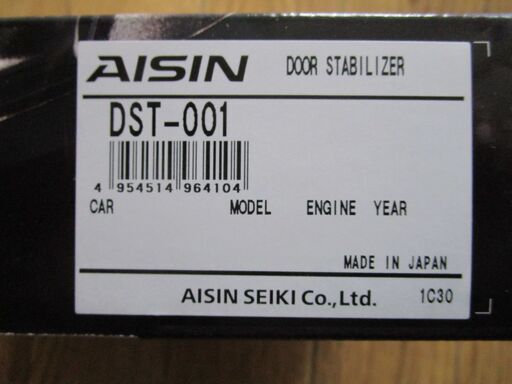 AISIN DOOR STABILIZER
DST-001
4 954514 964104
CAR MODEL ENGINE YEAR
MADE IN JAPAN
AISIN SEIKI Co.,Ltd. 1C30